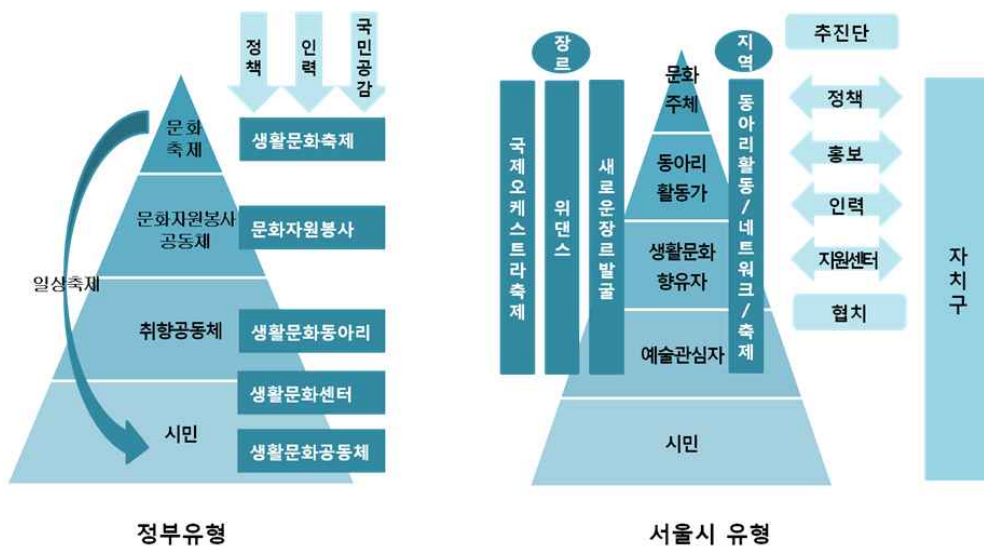 정책
인력
국민공감
문화
축제
생활문화축제
문화자원봉사
공동체
문화자원봉사
일상축제
취향공동체
생활문화동아리
생활문화센터
시민
생활문화공동체
정부유형
장르
지역
추진단
국제오케스트라축제
위댄스
새로운장르발굴
문화
주체
동아리
활동가
생활문화
향유자
예술관심자
시민
동아리활동/네트워크/축제
정책
홍보
인력
지원센터
협치
자치구
서울시 유형